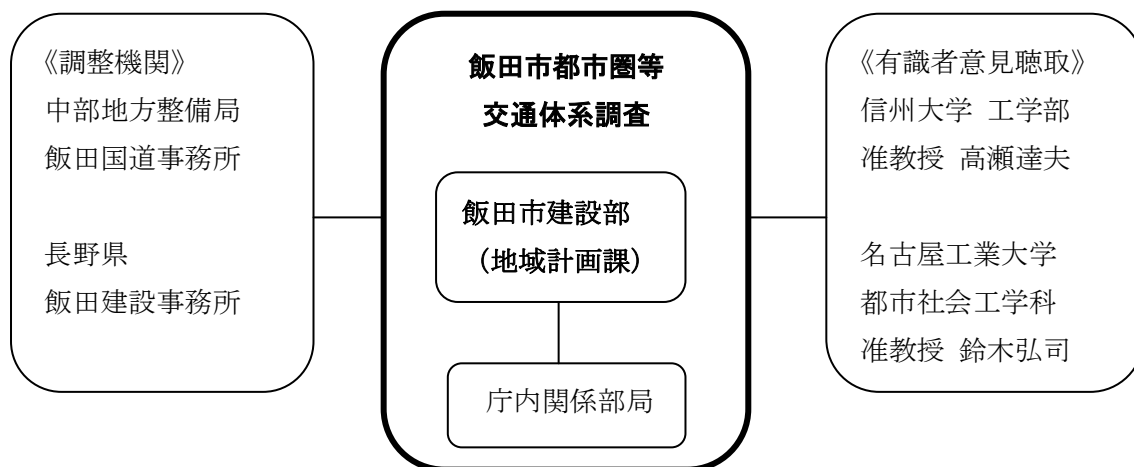 《調整機関》
中部地方整備局
飯田国道事務所
長野県
飯田建設事務所
飯田市都市圏等
交通体系調査
飯田市建設部
（地域計画課）
庁内関係部局
《有識者意見聴取》
信州大学 工学部
准教授 高瀬達夫
名古屋工業大学
都市社会工学科
准教授 鈴木弘司